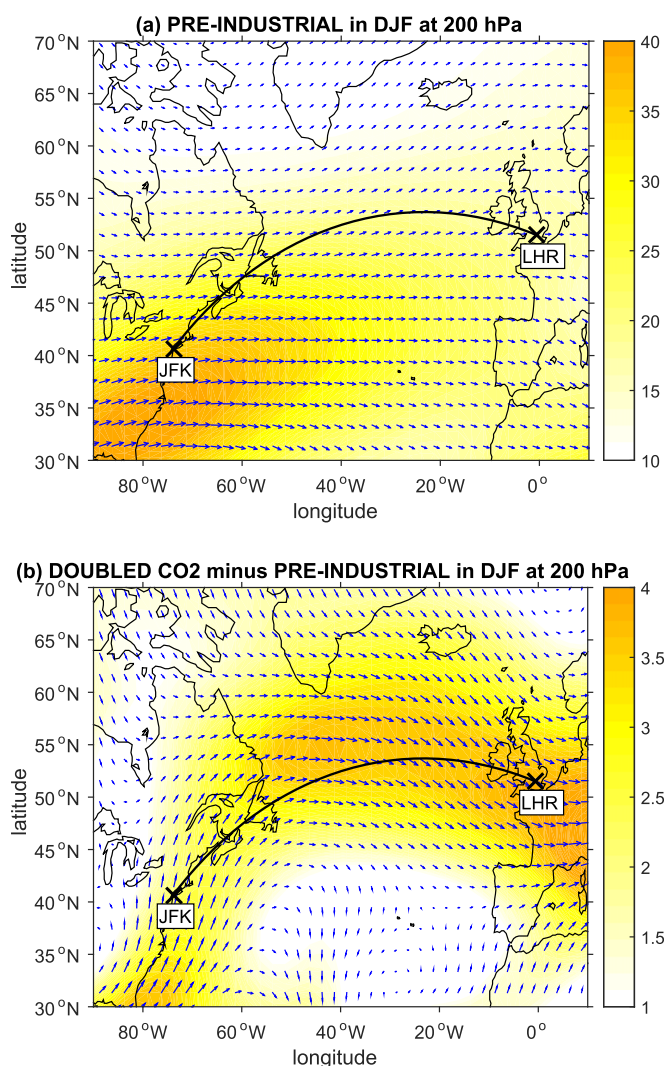 (a) PRE-INDUSTRIAL in DJF at 200 hPa
70°N
65°N
60°N
55°N
50°N
45°N
40°N
35°N
30°N
latitude
80°W
60°W
40°W
20°W
0°
longitude
JFK
LHR
40
35
30
25
20
15
10
(b) DOUBLED CO2 minus PRE-INDUSTRIAL in DJF at 200 hPa
70°N
65°N
60°N
55°N
50°N
45°N
40°N
35°N
30°N
latitude
80°W
60°W
40°W
20°W
0°
longitude
JFK
LHR
4
3.5
3
2.5
2
1.5
1